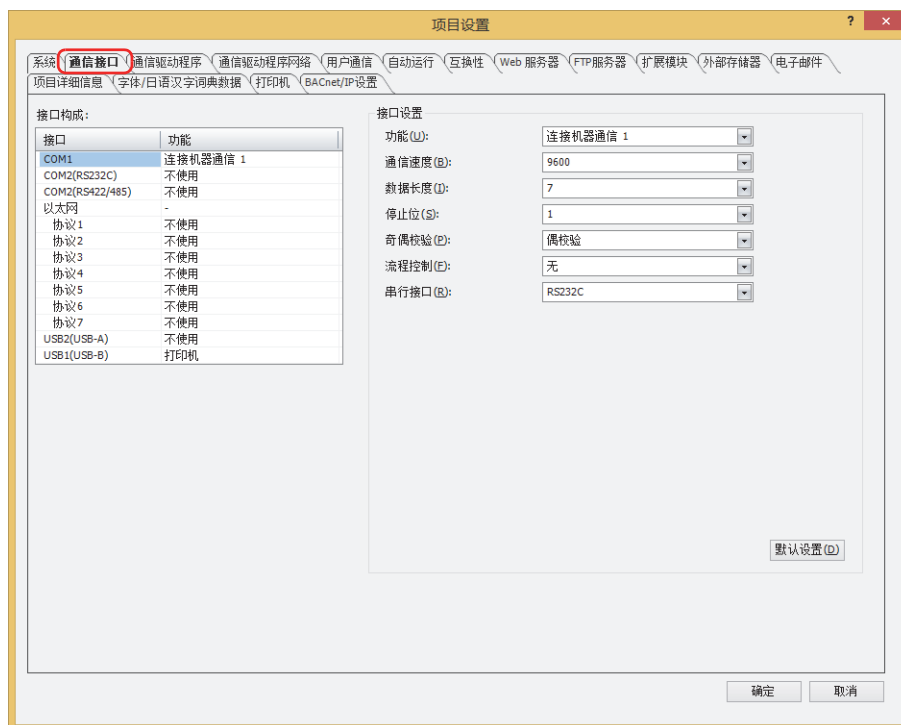 项目设置
? ×
系统 通信接口 通信驱动程序 通信驱动程序网络 用户通信 自动运行 互换性 Web 服务器 FTP服务器 扩展模块 外部存储器 电子邮件
项目详细信息 字体/日语汉字词典数据 打印机 BACnet/IP设置
接口构成:
接口 功能
COM1 连接机器通信 1
COM2(RS232C) 不使用
COM2(RS422/485) 不使用
以太网 -
协议1 不使用
协议2 不使用
协议3 不使用
协议4 不使用
协议5 不使用
协议6 不使用
协议7 不使用
USB2(USB-A) 不使用
USB1(USB-B) 打印机
接口设置
功能(U): 连接机器通信 1
通信速度(B): 9600
数据长度(I): 7
停止位(S): 1
奇偶校验(P): 偶校验
流程控制(F): 无
串行接口(R): RS232C
默认设置(D)
确定 取消